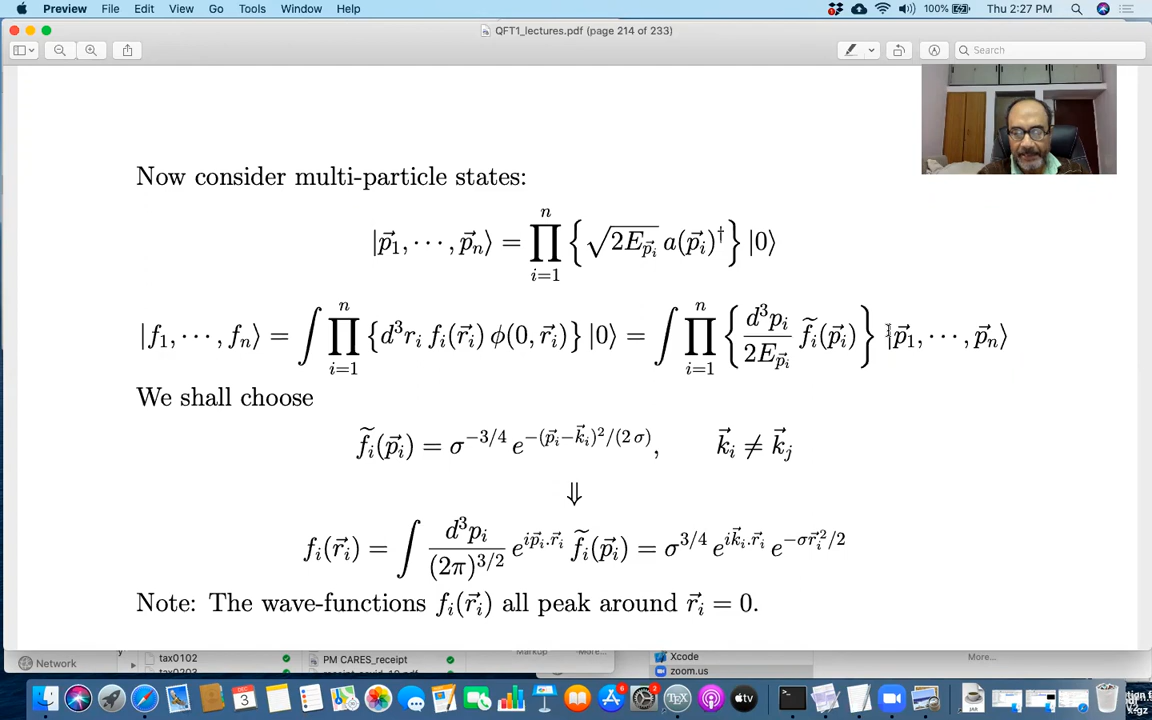 Preview File Edit View Go Tools Window Help 100% Thu 2:27 PM
QFT1_lectures.pdf (page 214 of 233)
Search
Now consider multi-particle states:
|p⃗₁, ⋯, p⃗ₙ⟩ = ∏ᵢ₌₁ⁿ {√(2E_p⃗ᵢ) a(p⃗ᵢ)†} |0⟩
|f₁, ⋯, fₙ⟩ = ∫ ∏ᵢ₌₁ⁿ {d³rᵢ fᵢ(r⃗ᵢ) ϕ(0, r⃗ᵢ)} |0⟩ = ∫ ∏ᵢ₌₁ⁿ {d³pᵢ/2E_p⃗ᵢ f̃ᵢ(p⃗ᵢ)} |p⃗₁, ⋯, p⃗ₙ⟩
We shall choose
f̃ᵢ(p⃗ᵢ) = σ^{-3/4} e^{-(p⃗ᵢ-k⃗ᵢ)²/(2σ)}, k⃗ᵢ ≠ k⃗ⱼ
⇓
fᵢ(r⃗ᵢ) = ∫ d³pᵢ/(2π)^{3/2} e^{ip⃗ᵢ.r⃗ᵢ} f̃ᵢ(p⃗ᵢ) = σ^{3/4} e^{ik⃗ᵢ.r⃗ᵢ} e^{-σr⃗ᵢ²/2}
Note: The wave-functions fᵢ(r⃗ᵢ) all peak around r⃗ᵢ = 0.
Network
tax0102
PM CARES_receipt
Xcode
More...
zoom.us